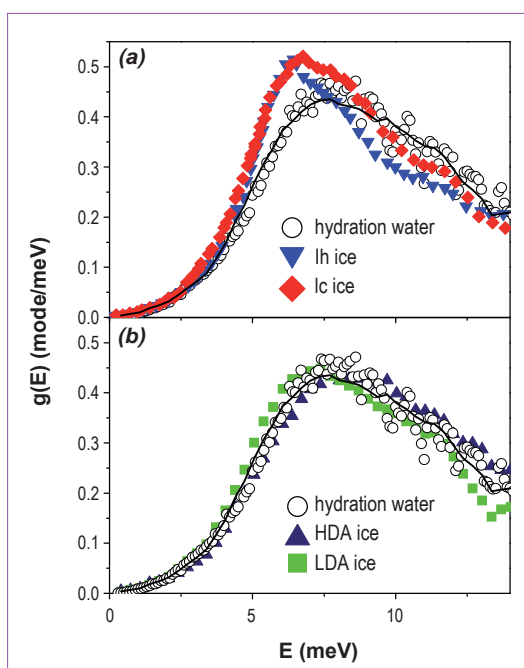 (a)
0.5
0.4
0.3
0.2
0.1
0.0
hydration water
Ih ice
Ic ice
g(E) (mode/meV)
(b)
0.5
0.4
0.3
0.2
0.1
0.0
hydration water
HDA ice
LDA ice
0 5 10
E (meV)